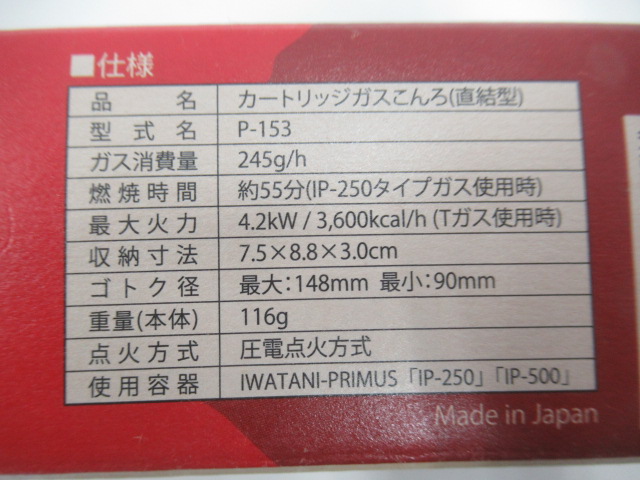 ■仕様
品名 カートリッジガスこんろ(直結型)
型式名 P-153
ガス消費量 245g/h
燃焼時間 約55分(IP-250タイプガス使用時)
最大火力 4.2kW / 3,600kcal/h (Tガス使用時)
収納寸法 7.5×8.8×3.0cm
ゴトク径 最大:148mm 最小:90mm
重量(本体) 116g
点火方式 圧電点火方式
使用容器 IWATANI-PRIMUS「IP-250」「IP-500」
Made in Japan